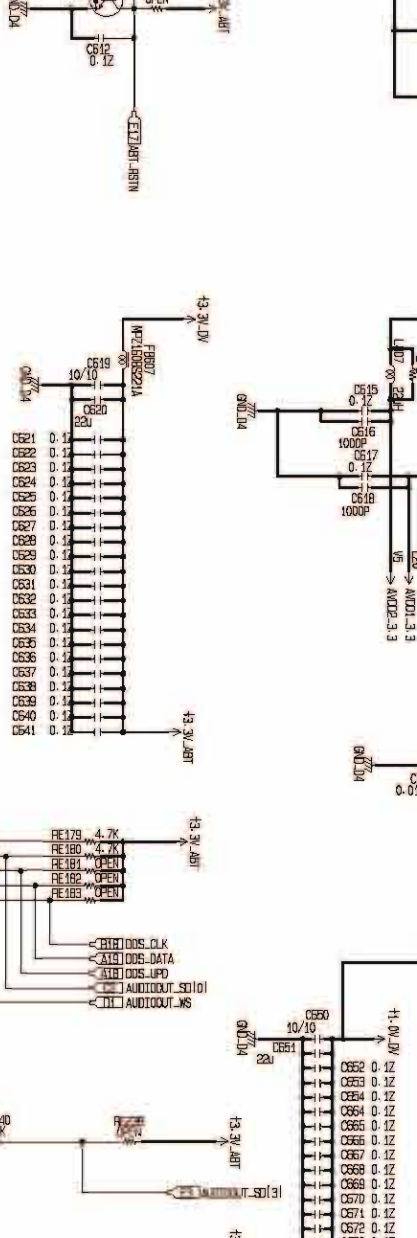 C612
0.1Z
E17 ABT_RSTN
+3.3V_DV
FB607
MPZ1608S221A
C619
10/10
C620
22U
GND_D4
C621 0.1Z
C622 0.1Z
C623 0.1Z
C624 0.1Z
C625 0.1Z
C626 0.1Z
C627 0.1Z
C628 0.1Z
C629 0.1Z
C630 0.1Z
C631 0.1Z
C632 0.1Z
C633 0.1Z
C634 0.1Z
C635 0.1Z
C636 0.1Z
C637 0.1Z
C638 0.1Z
C639 0.1Z
C640 0.1Z
C641 0.1Z
+3.3V_ABT
22UH
C615
0.1Z
C616
1000P
C617
0.1Z
C618
1000P
GND_D4
V5
AVDD2_3.3
AVDD1_3.3
GND_D4
RE179 4.7K
RE180 4.7K
RE181 OPEN
RE182 OPEN
RE183 OPEN
+3.3V_ABT
B18 DDS_CLK
A19 DDS_DATA
A18 DDS_UPD
AUDIOOUT_SD[0]
D1 AUDIOOUT_WS
C650
10/10
C651
22U
GND_D4
+1.0V_DV
C652 0.1Z
C653 0.1Z
C654 0.1Z
C664 0.1Z
C665 0.1Z
C666 0.1Z
C667 0.1Z
C668 0.1Z
C669 0.1Z
C670 0.1Z
C671 0.1Z
C672 0.1Z
+3.3V_ABT
AUDIOOUT_SD[3]